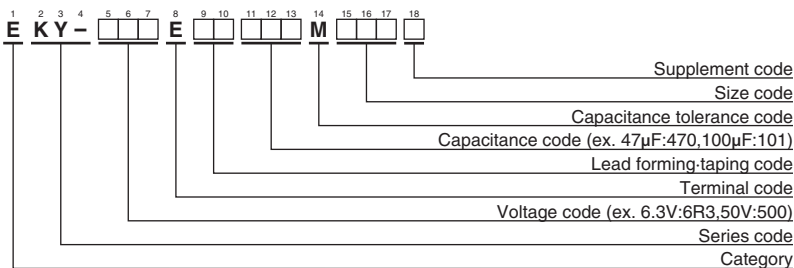 1 2 3 4 5 6 7 8 9 10 11 12 13 14 15 16 17 18
E K Y – E M
Supplement code
Size code
Capacitance tolerance code
Capacitance code (ex. 47µF:470,100µF:101)
Lead forming·taping code
Terminal code
Voltage code (ex. 6.3V:6R3,50V:500)
Series code
Category